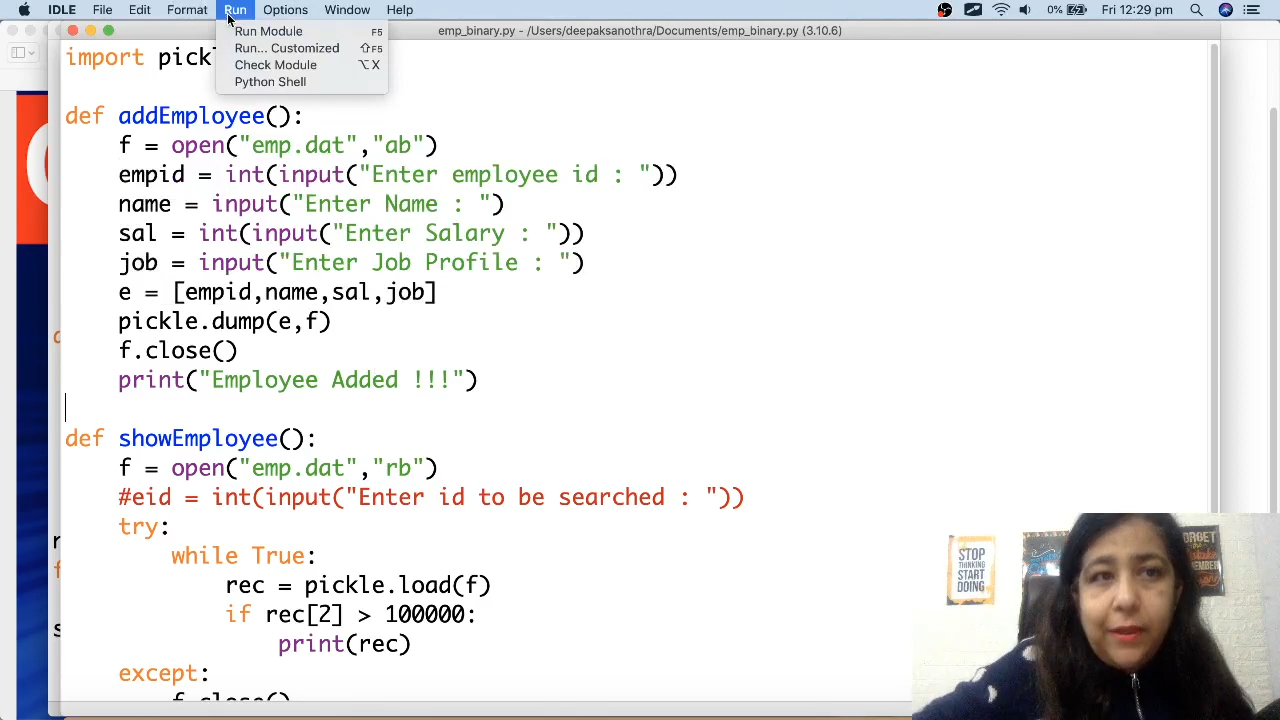 IDLE File Edit Format Run Options Window Help 0% Fri 12:29 pm
emp_binary.py - /Users/deepaksanothra/Documents/emp_binary.py (3.10.6)
Run Module F5
Run... Customized ⇧F5
Check Module ⌥X
Python Shell
import pickl
def addEmployee():
f = open("emp.dat","ab")
empid = int(input("Enter employee id : "))
name = input("Enter Name : ")
sal = int(input("Enter Salary : "))
job = input("Enter Job Profile : ")
e = [empid,name,sal,job]
pickle.dump(e,f)
f.close()
print("Employee Added !!!")
def showEmployee():
f = open("emp.dat","rb")
#eid = int(input("Enter id to be searched : "))
try:
while True:
rec = pickle.load(f)
if rec[2] > 100000:
print(rec)
except:
f.close()
STOP
THINKING
START
DOING